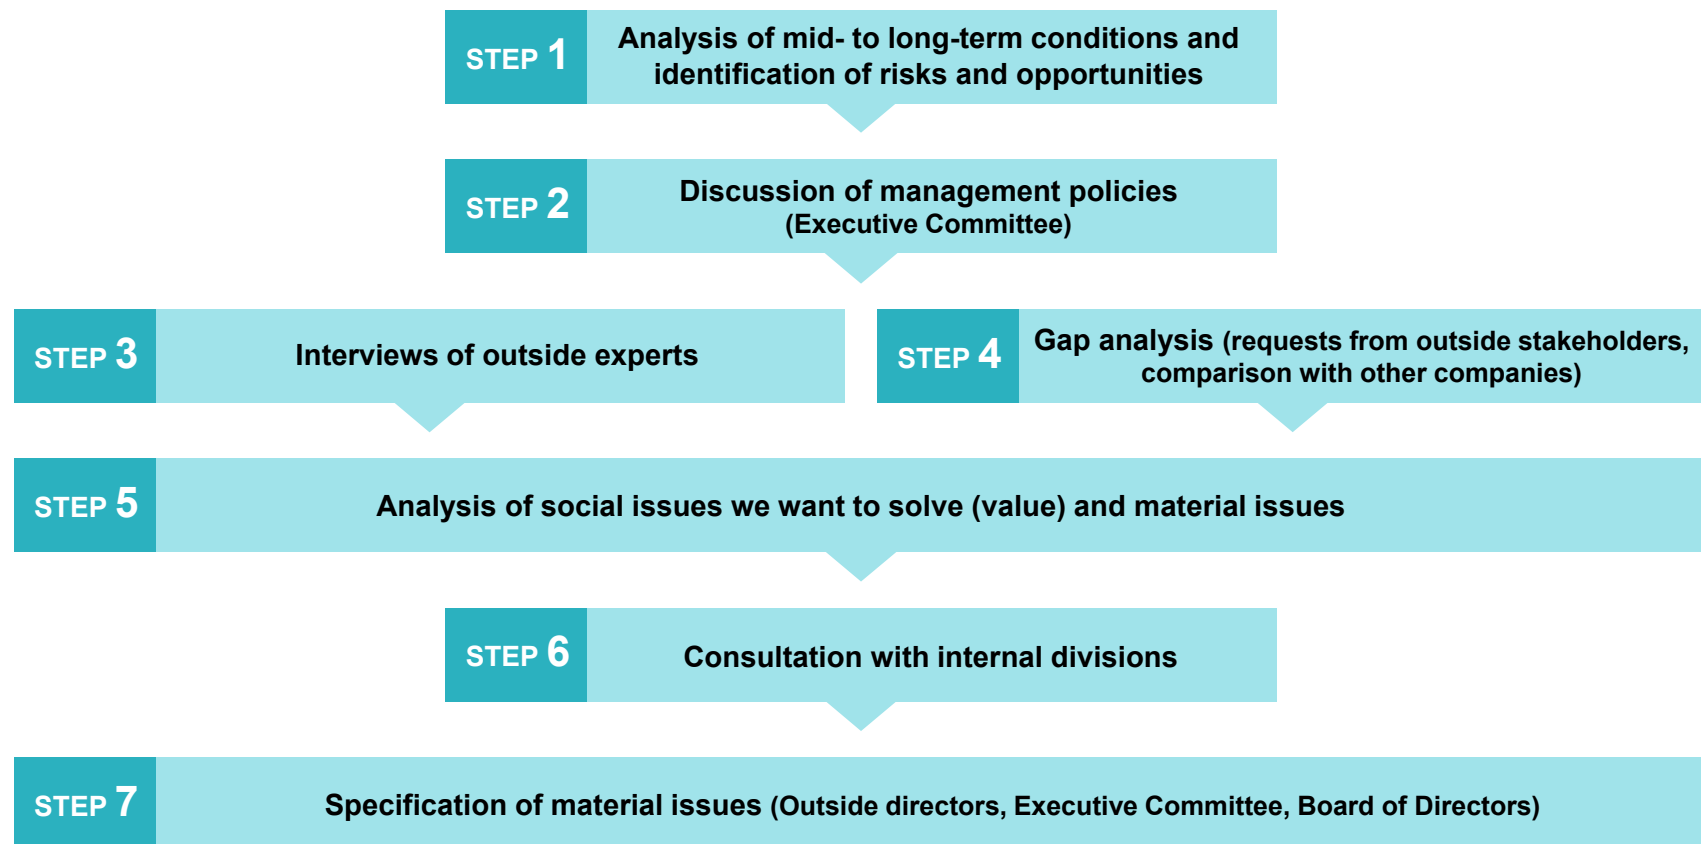 STEP 1
Analysis of mid- to long-term conditions and
identification of risks and opportunities
STEP 2
Discussion of management policies
(Executive Committee)
STEP 3
Interviews of outside experts
STEP 4
Gap analysis (requests from outside stakeholders,
comparison with other companies)
STEP 5
Analysis of social issues we want to solve (value) and material issues
STEP 6
Consultation with internal divisions
STEP 7
Specification of material issues (Outside directors, Executive Committee, Board of Directors)